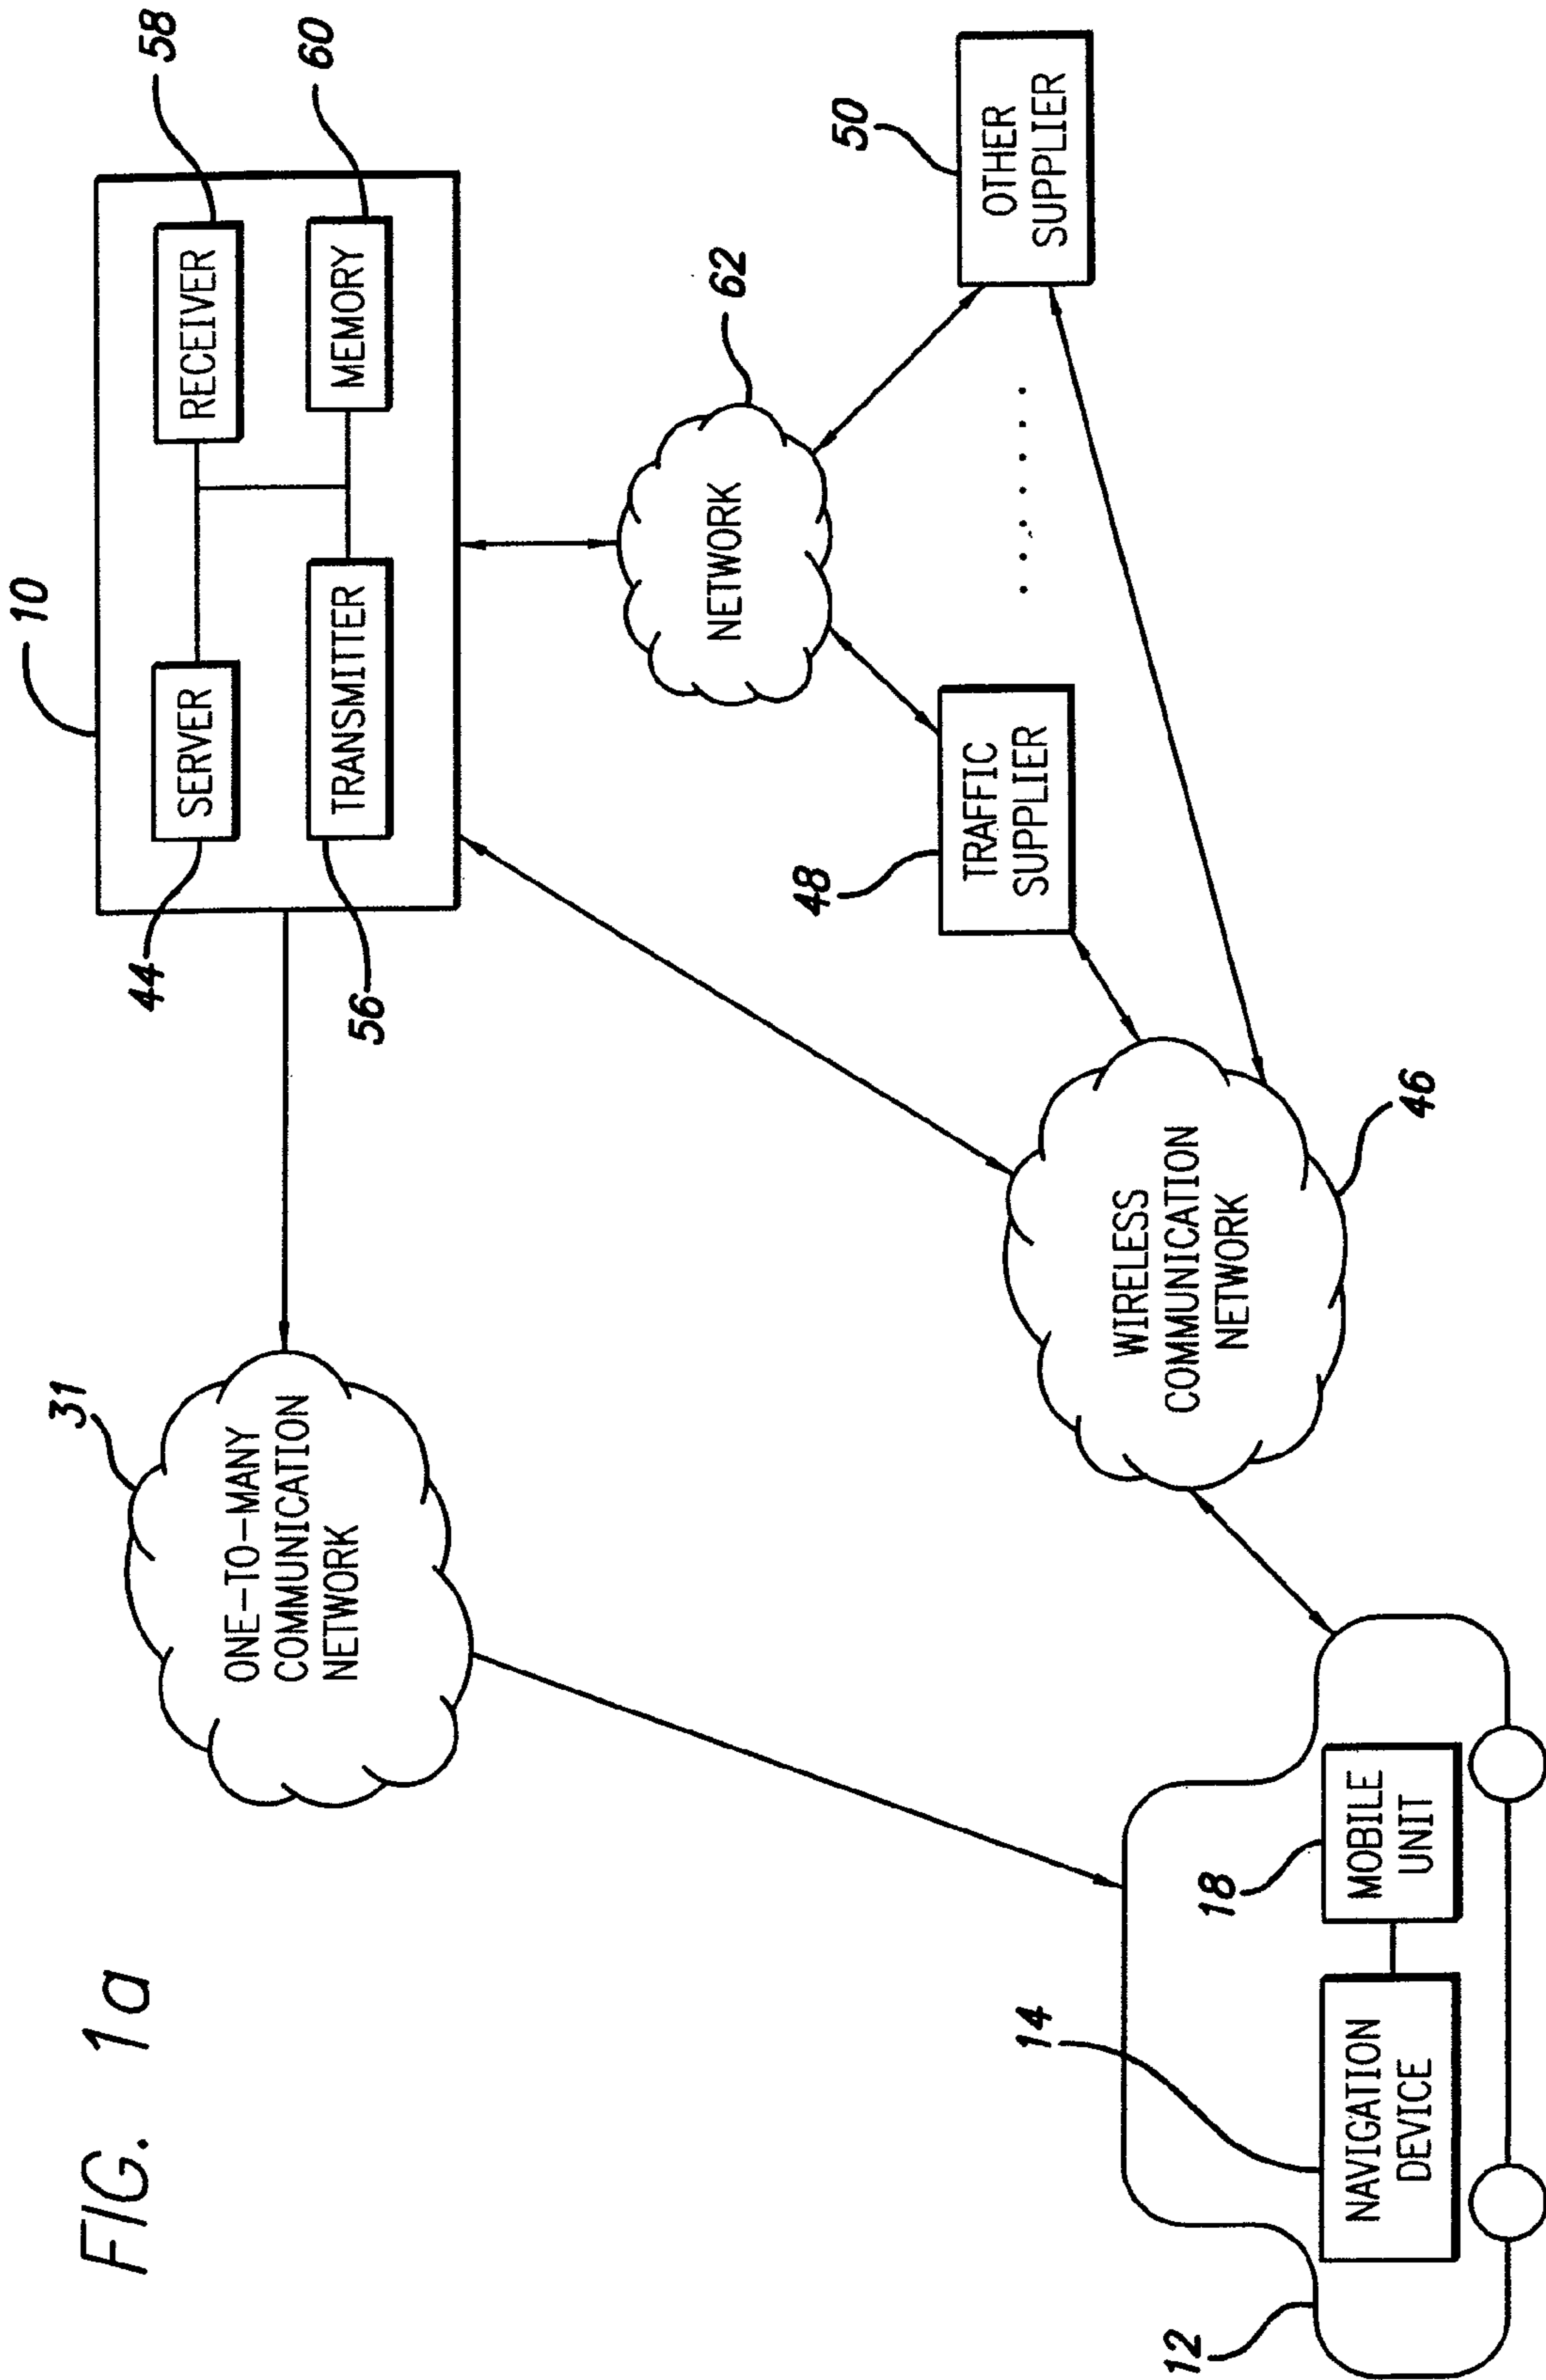 FIG. 1a
10
SERVER
RECEIVER
58
44
TRANSMITTER
MEMORY
60
56
31
ONE-TO-MANY
COMMUNICATION
NETWORK
NETWORK
62
48
TRAFFIC
SUPPLIER
50
OTHER
SUPPLIER
WIRELESS
COMMUNICATION
NETWORK
46
12
14
NAVIGATION
DEVICE
18
MOBILE
UNIT